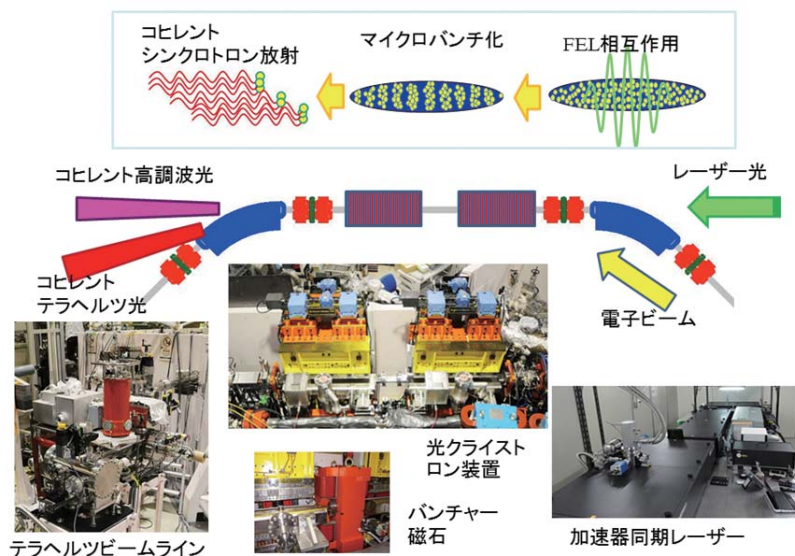 コヒレント
シンクロトロン放射
マイクロバンチ化
FEL相互作用
コヒレント高調波光
レーザー光
コヒレント
テラヘルツ光
電子ビーム
光クライスト
ロン装置
バンチャー
磁石
テラヘルツビームライン
加速器同期レーザー